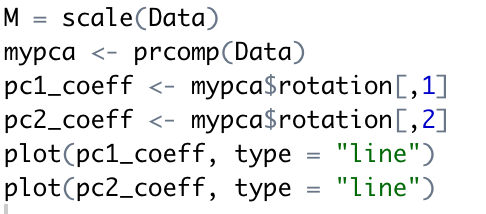 M = scale(Data)
mypca <- prcomp(Data)
pc1_coeff <- mypca$rotation[,1]
pc2_coeff <- mypca$rotation[,2]
plot(pc1_coeff, type = "line")
plot(pc2_coeff, type = "line")